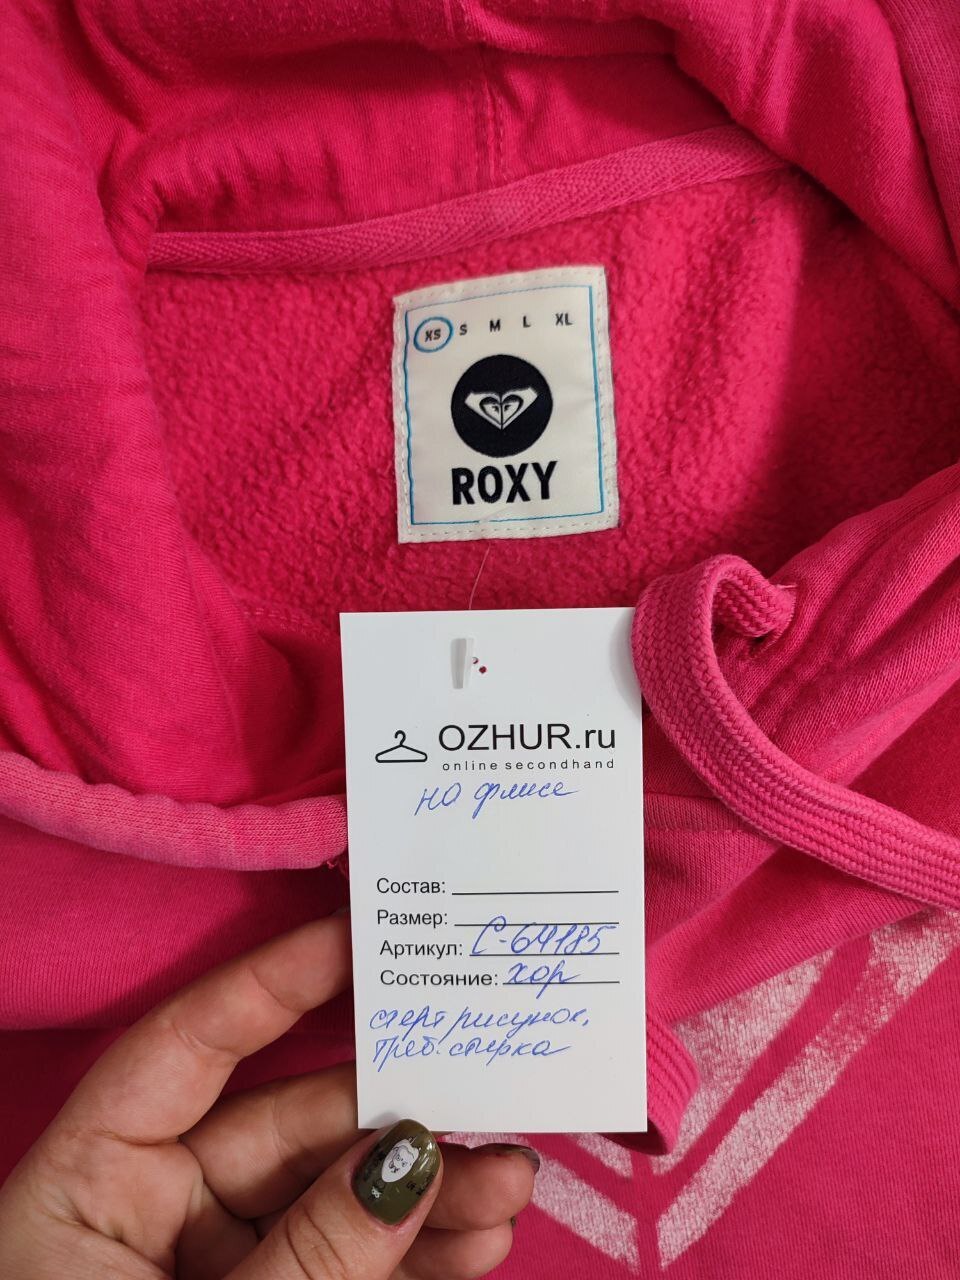 XS S M L XL
ROXY
OZHUR.ru
online secondhand
на флисе
Состав:
Размер:
Артикул: С-64185
Состояние: хор
стерт рисунок,
треб. стирка